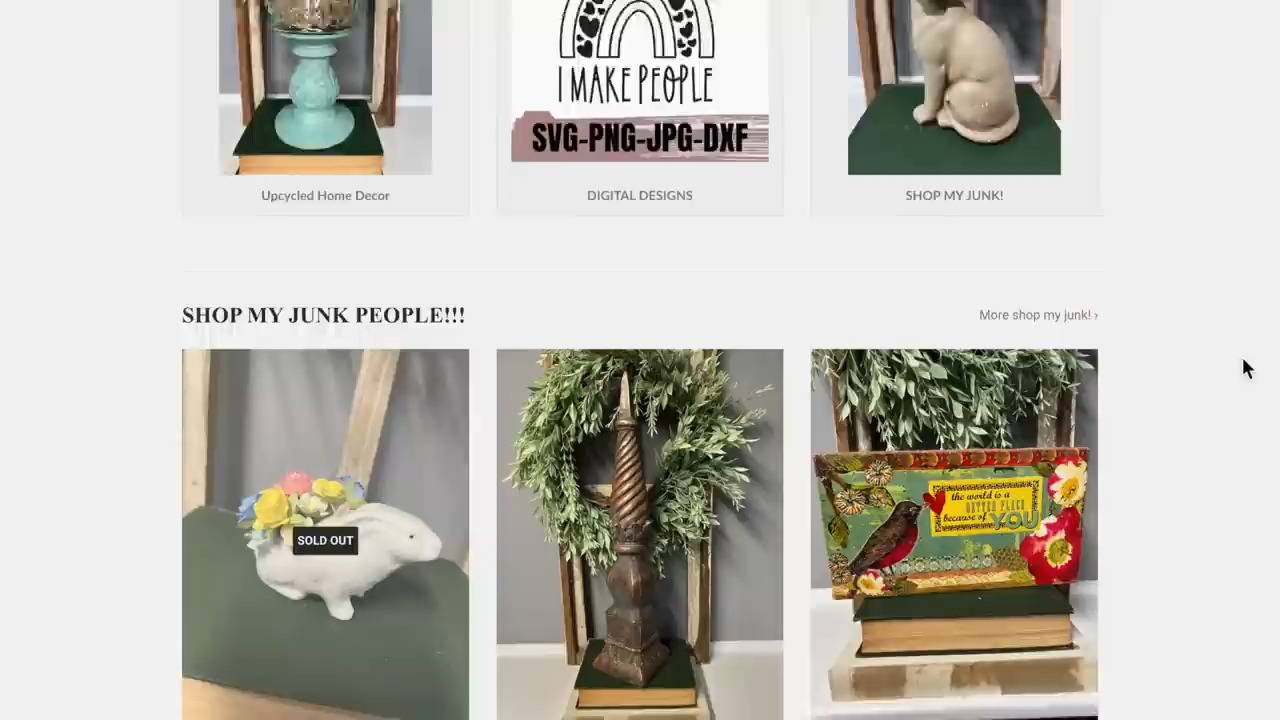 I MAKE PEOPLE
SVG-PNG-JPG-DXF
Upcycled Home Decor
DIGITAL DESIGNS
SHOP MY JUNK!
SHOP MY JUNK PEOPLE!!!
More shop my junk! ›
SOLD OUT
the world is a
BETTER PLACE
because of YOU